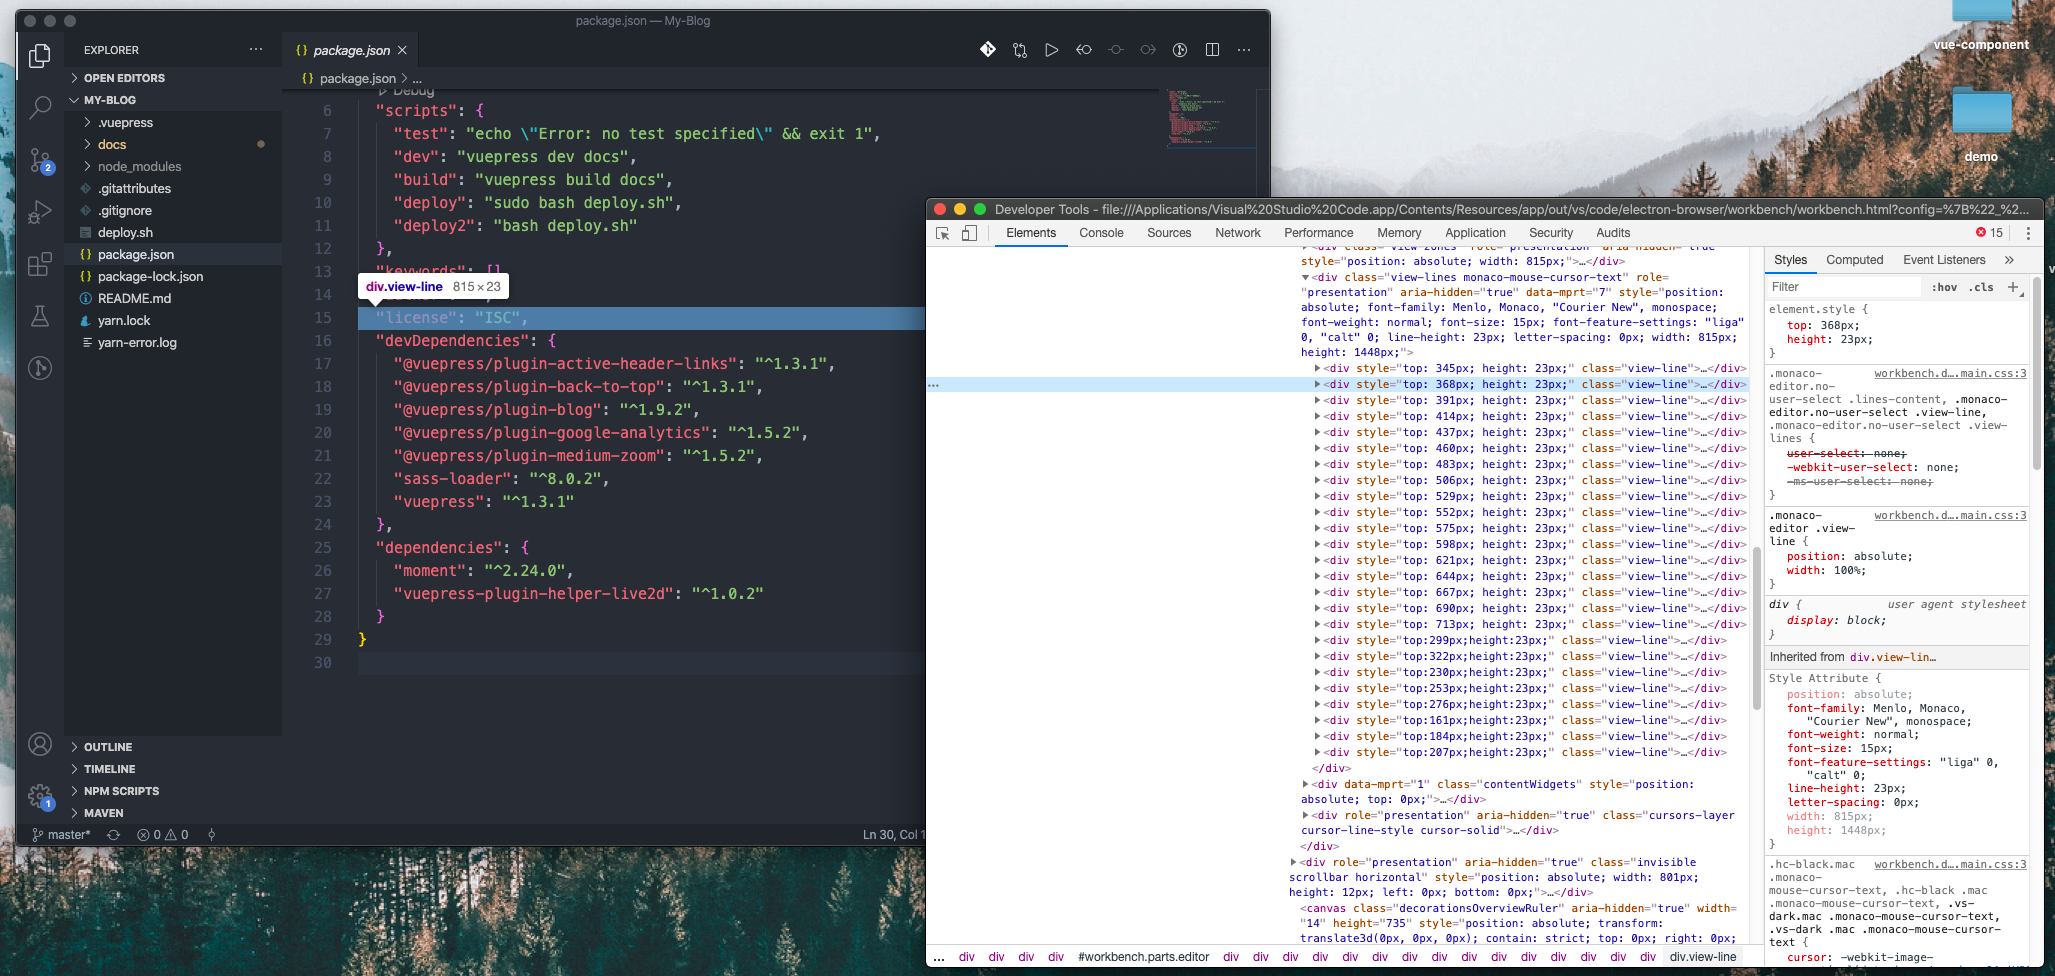 package.json — My-Blog
EXPLORER
OPEN EDITORS
MY-BLOG
.vuepress
docs
node_modules
.gitattributes
.gitignore
deploy.sh
package.json
package-lock.json
README.md
yarn.lock
yarn-error.log
OUTLINE
TIMELINE
NPM SCRIPTS
MAVEN
2
1
master*
0 0
Ln 30, Col 1
{} package.json
{} package.json > ...
Debug
6 "scripts": {
7 "test": "echo \"Error: no test specified\" && exit 1",
8 "dev": "vuepress dev docs",
9 "build": "vuepress build docs",
10 "deploy": "sudo bash deploy.sh",
11 "deploy2": "bash deploy.sh"
12 },
13 "keywords": []
14
div.view-line 815 × 23
15 "license": "ISC",
16 "devDependencies": {
17 "@vuepress/plugin-active-header-links": "^1.3.1",
18 "@vuepress/plugin-back-to-top": "^1.3.1",
19 "@vuepress/plugin-blog": "^1.9.2",
20 "@vuepress/plugin-google-analytics": "^1.5.2",
21 "@vuepress/plugin-medium-zoom": "^1.5.2",
22 "sass-loader": "^8.0.2",
23 "vuepress": "^1.3.1"
24 },
25 "dependencies": {
26 "moment": "^2.24.0",
27 "vuepress-plugin-helper-live2d": "^1.0.2"
28 }
29 }
30
vue-component
demo
Developer Tools - file:///Applications/Visual%20Studio%20Code.app/Contents/Resources/app/out/vs/code/electron-browser/workbench/workbench.html?config=%7B%22_%2...
Elements Console Sources Network Performance Memory Application Security Audits 15
<div class="view-zones" role="presentation" aria-hidden="true"
style="position: absolute; width: 815px;">…</div>
<div class="view-lines monaco-mouse-cursor-text" role=
"presentation" aria-hidden="true" data-mprt="7" style="position:
absolute; font-family: Menlo, Monaco, "Courier New", monospace;
font-weight: normal; font-size: 15px; font-feature-settings: "liga"
0, "calt" 0; line-height: 23px; letter-spacing: 0px; width: 815px;
height: 1448px;">
<div style="top: 345px; height: 23px;" class="view-line">…</div>
<div style="top: 368px; height: 23px;" class="view-line">…</div>
<div style="top: 391px; height: 23px;" class="view-line">…</div>
<div style="top: 414px; height: 23px;" class="view-line">…</div>
<div style="top: 437px; height: 23px;" class="view-line">…</div>
<div style="top: 460px; height: 23px;" class="view-line">…</div>
<div style="top: 483px; height: 23px;" class="view-line">…</div>
<div style="top: 506px; height: 23px;" class="view-line">…</div>
<div style="top: 529px; height: 23px;" class="view-line">…</div>
<div style="top: 552px; height: 23px;" class="view-line">…</div>
<div style="top: 575px; height: 23px;" class="view-line">…</div>
<div style="top: 598px; height: 23px;" class="view-line">…</div>
<div style="top: 621px; height: 23px;" class="view-line">…</div>
<div style="top: 644px; height: 23px;" class="view-line">…</div>
<div style="top: 667px; height: 23px;" class="view-line">…</div>
<div style="top: 690px; height: 23px;" class="view-line">…</div>
<div style="top: 713px; height: 23px;" class="view-line">…</div>
<div style="top:299px;height:23px;" class="view-line">…</div>
<div style="top:322px;height:23px;" class="view-line">…</div>
<div style="top:230px;height:23px;" class="view-line">…</div>
<div style="top:253px;height:23px;" class="view-line">…</div>
<div style="top:276px;height:23px;" class="view-line">…</div>
<div style="top:161px;height:23px;" class="view-line">…</div>
<div style="top:184px;height:23px;" class="view-line">…</div>
<div style="top:207px;height:23px;" class="view-line">…</div>
</div>
<div data-mprt="1" class="contentWidgets" style="position:
absolute; top: 0px;">…</div>
<div role="presentation" aria-hidden="true" class="cursors-layer
cursor-line-style cursor-solid">…</div>
</div>
<div role="presentation" aria-hidden="true" class="invisible
scrollbar horizontal" style="position: absolute; width: 801px;
height: 12px; left: 0px; bottom: 0px;">…</div>
<canvas class="decorationsOverviewRuler" aria-hidden="true" width=
"14" height="735" style="position: absolute; transform:
translate3d(0px, 0px, 0px); contain: strict; top: 0px; right: 0px;
... div div div div #workbench.parts.editor div div div div div div div div div div div div div div div div.view-line
Styles Computed Event Listeners »
Filter :hov .cls +
element.style {
top: 368px;
height: 23px;
}
.monaco- workbench.d….main.css:3
editor.no-
user-select .lines-content, .monaco-
editor.no-user-select .view-line,
.monaco-editor.no-user-select .view-
lines {
user-select: none;
-webkit-user-select: none;
-ms-user-select: none;
}
.monaco- workbench.d….main.css:3
editor .view-
line {
position: absolute;
width: 100%;
}
div { user agent stylesheet
display: block;
}
Inherited from div.view-lin…
Style Attribute {
position: absolute;
font-family: Menlo, Monaco,
"Courier New", monospace;
font-weight: normal;
font-size: 15px;
font-feature-settings: "liga" 0,
"calt" 0;
line-height: 23px;
letter-spacing: 0px;
width: 815px;
height: 1448px;
}
.hc-black.mac workbench.d….main.css:3
.monaco-
mouse-cursor-text, .hc-black .mac
.monaco-mouse-cursor-text, .vs-
dark.mac .monaco-mouse-cursor-text,
.vs-dark .mac .monaco-mouse-cursor-
text {
cursor: -webkit-image-